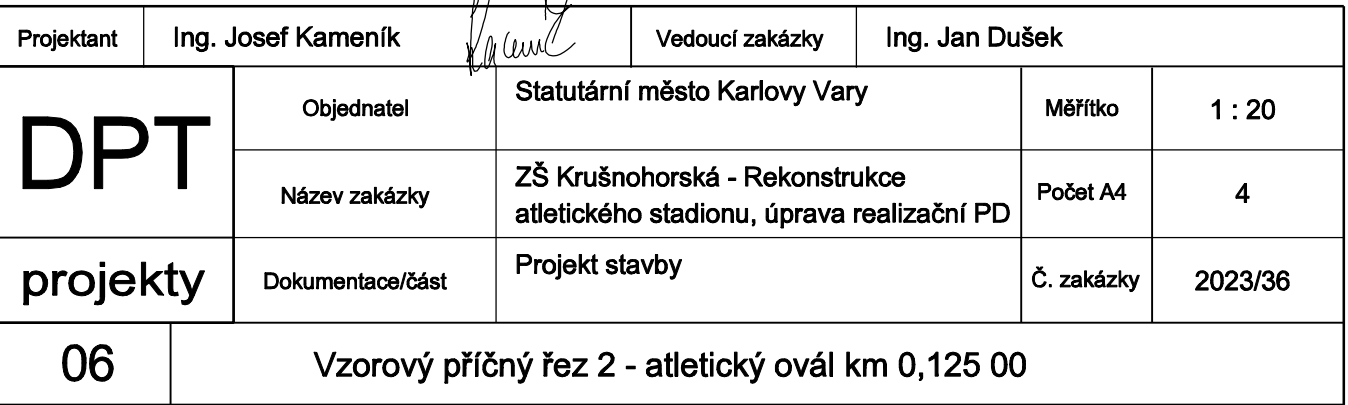 Projektant Ing. Josef Kameník Kameník Vedoucí zakázky Ing. Jan Dušek
DPT
projekty
Objednatel Statutární město Karlovy Vary Měřítko 1 : 20
Název zakázky ZŠ Krušnohorská - Rekonstrukce
atletického stadionu, úprava realizační PD Počet A4 4
Dokumentace/část Projekt stavby Č. zakázky 2023/36
06 Vzorový příčný řez 2 - atletický ovál km 0,125 00